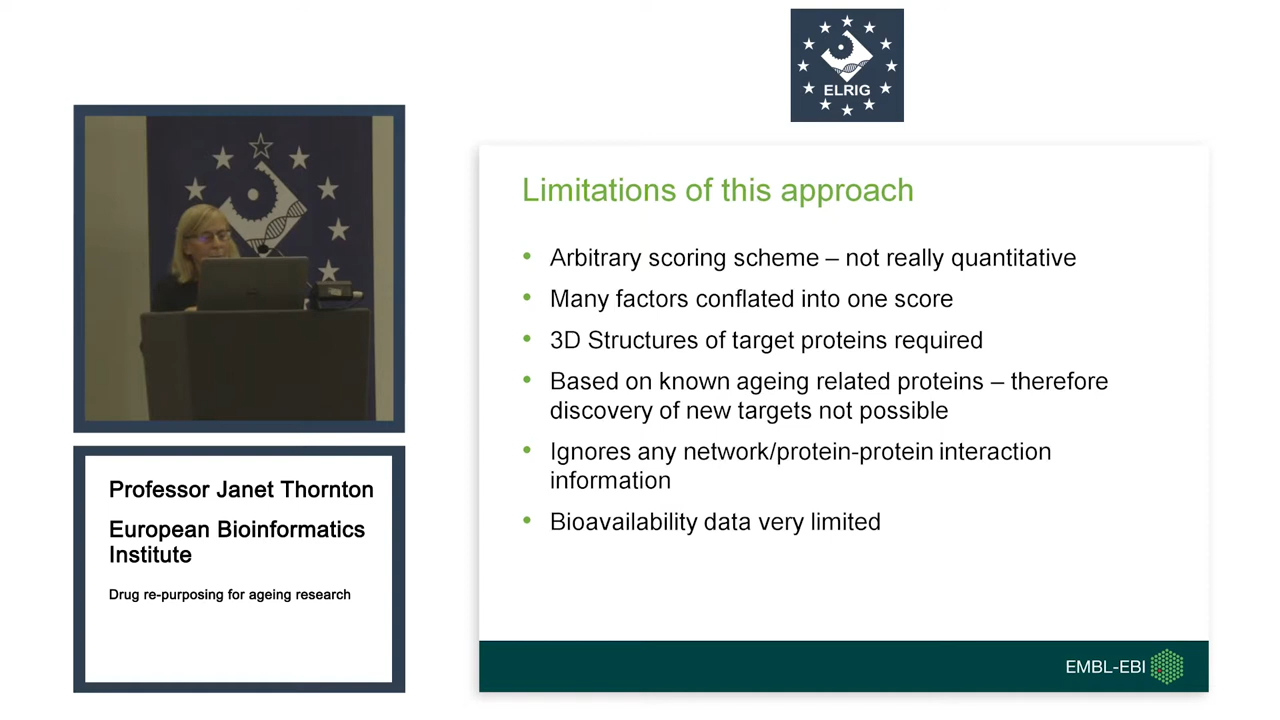 ELRIG
Limitations of this approach
• Arbitrary scoring scheme – not really quantitative
• Many factors conflated into one score
• 3D Structures of target proteins required
• Based on known ageing related proteins – therefore
discovery of new targets not possible
• Ignores any network/protein-protein interaction
information
• Bioavailability data very limited
EMBL-EBI
Professor Janet Thornton
European Bioinformatics
Institute
Drug re-purposing for ageing research